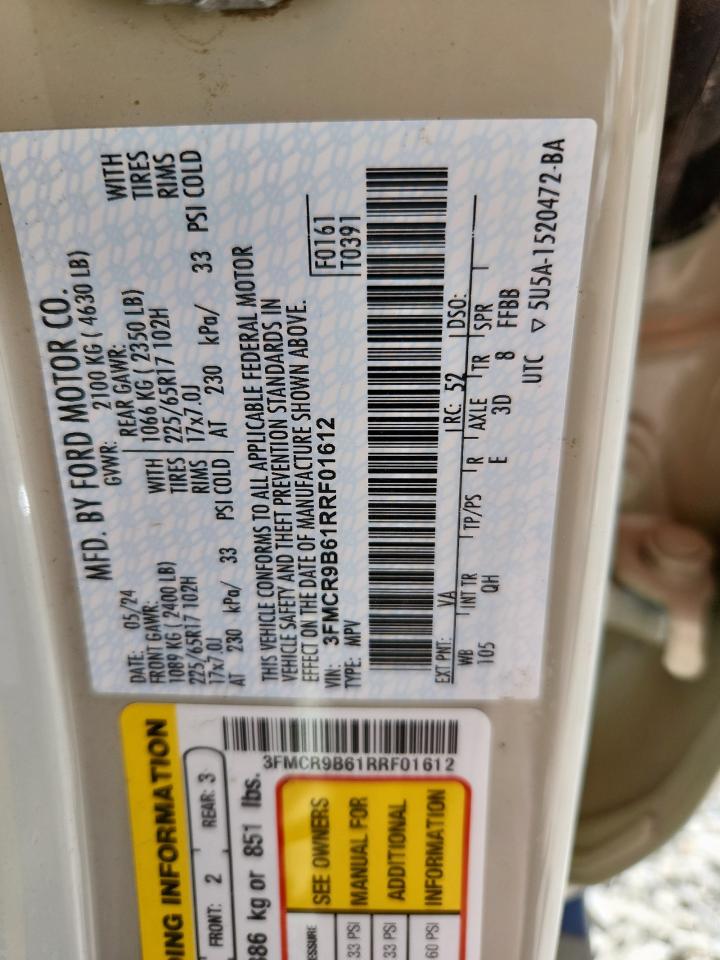 MFD. BY FORD MOTOR CO.
DATE: 05/24 GVWR: 2100 KG ( 4630 LB)
FRONT GAWR: REAR GAWR:
1089 KG ( 2400 LB) WITH 1066 KG ( 2350 LB) WITH
225/65R17 102H TIRES 225/65R17 102H TIRES
17x7.0J RIMS 17x7.0J RIMS
AT 230 kPa/ 33 PSI COLD AT 230 kPa/ 33 PSI COLD
THIS VEHICLE CONFORMS TO ALL APPLICABLE FEDERAL MOTOR
VEHICLE SAFETY AND THEFT PREVENTION STANDARDS IN
EFFECT ON THE DATE OF MANUFACTURE SHOWN ABOVE.
VIN: 3FMCR9B61RRF01612 F0161
TYPE: MPV T0391
EXT PNT: VA RC: 52 DSO:
WB INT TR TP/PS R AXLE TR SPR
105 QH E 3D 8 FFBB
UTC ▽ 5U5A-1520472-BA
DING INFORMATION
FRONT: 2 REAR: 3
386 kg or 851 lbs.
3FMCR9B61RRF01612
SEE OWNERS
MANUAL FOR
ADDITIONAL
INFORMATION
33 PSI
33 PSI
60 PSI